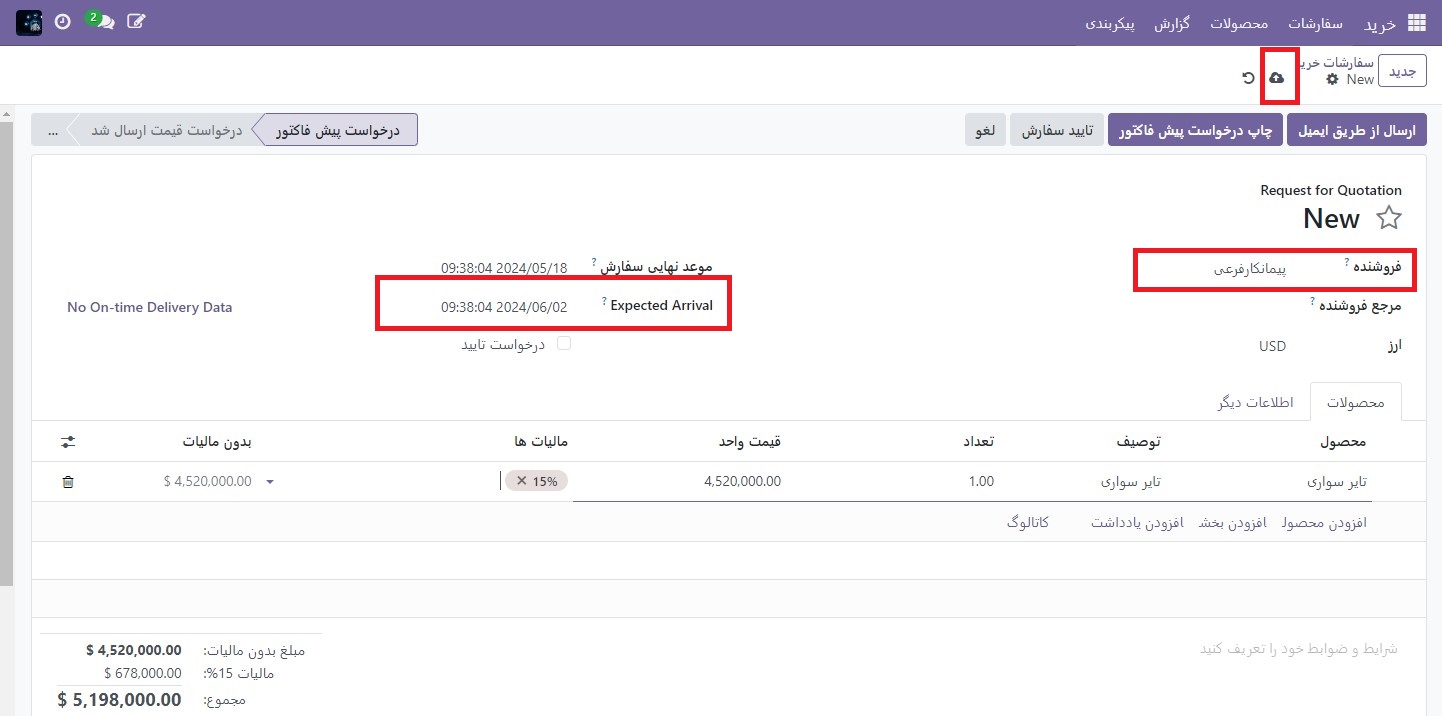 خرید سفارشات محصولات گزارش پیکربندی 2
جدید سفارشات خرید
New
ارسال از طریق ایمیل چاپ درخواست پیش فاکتور تایید سفارش لغو درخواست پیش فاکتور درخواست قیمت ارسال شد ...
Request for Quotation
New
فروشنده ? پیمانکارفرعی موعد نهایی سفارش ? 2024/05/18 09:38:04
مرجع فروشنده ? Expected Arrival ? 2024/06/02 09:38:04 No On-time Delivery Data
ارز USD درخواست تایید
محصولات اطلاعات دیگر
محصول توصیف تعداد قیمت واحد مالیات ها بدون مالیات
تایر سواری تایر سواری 1.00 4,520,000.00 15% ✕ $ 4,520,000.00
افزودن محصول افزودن بخش افزودن یادداشت کاتالوگ
شرایط و ضوابط خود را تعریف کنید
مبلغ بدون مالیات: $ 4,520,000.00
مالیات 15%: $ 678,000.00
مجموع: $ 5,198,000.00